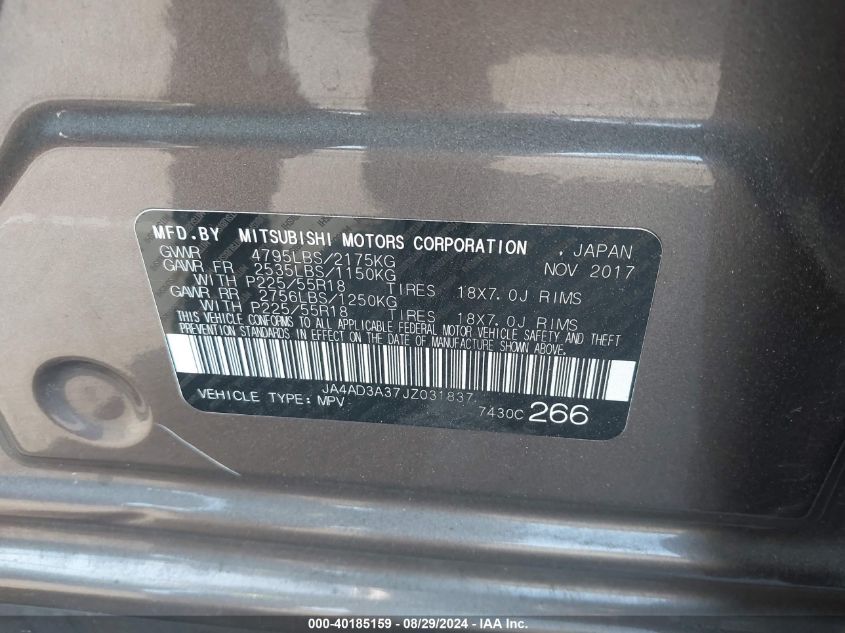 MFD.BY MITSUBISHI MOTORS CORPORATION , JAPAN
GVWR 4795LBS/2175KG NOV 2017
GAWR FR 2535LBS/1150KG
WITH P225/55R18 TIRES 18X7.0J RIMS
GAWR RR 2756LBS/1250KG
WITH P225/55R18 TIRES 18X7.0J RIMS
THIS VEHICLE CONFORMS TO ALL APPLICABLE FEDERAL MOTOR VEHICLE SAFETY AND THEFT
PREVENTION STANDARDS IN EFFECT ON THE DATE OF MANUFACTURE SHOWN ABOVE.
JA4AD3A37JZ031837
VEHICLE TYPE: MPV 7430C 266
000-40185159 - 08/29/2024 - IAA Inc.